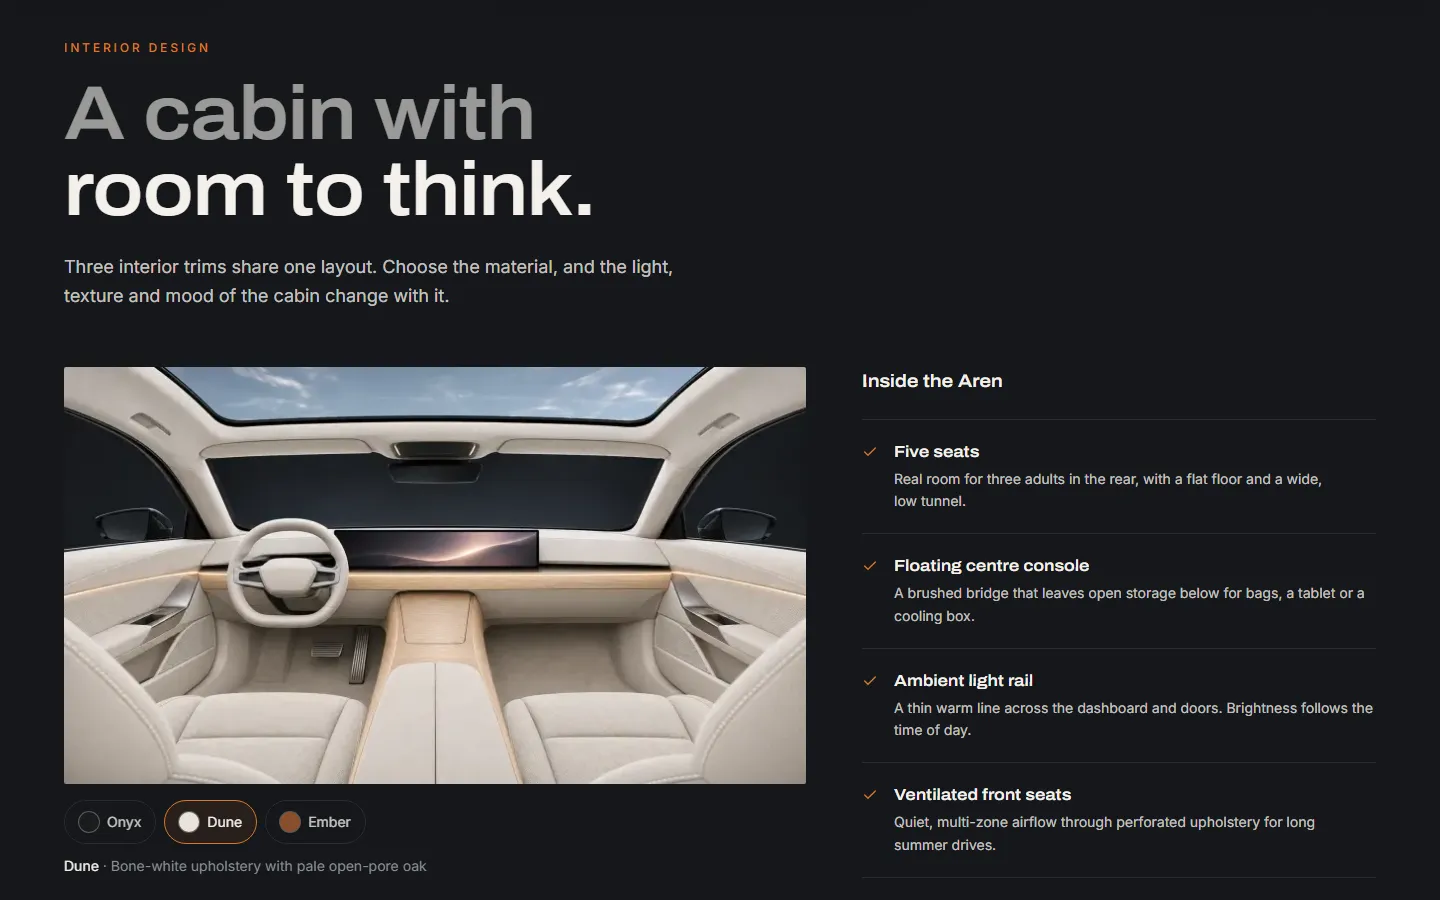 INTERIOR DESIGN
A cabin with
room to think.
Three interior trims share one layout. Choose the material, and the light,
texture and mood of the cabin change with it.
Inside the Aren
Five seats
Real room for three adults in the rear, with a flat floor and a wide,
low tunnel.
Floating centre console
A brushed bridge that leaves open storage below for bags, a tablet or a
cooling box.
Ambient light rail
A thin warm line across the dashboard and doors. Brightness follows the
time of day.
Ventilated front seats
Quiet, multi-zone airflow through perforated upholstery for long
summer drives.
Onyx
Dune
Ember
Dune · Bone-white upholstery with pale open-pore oak